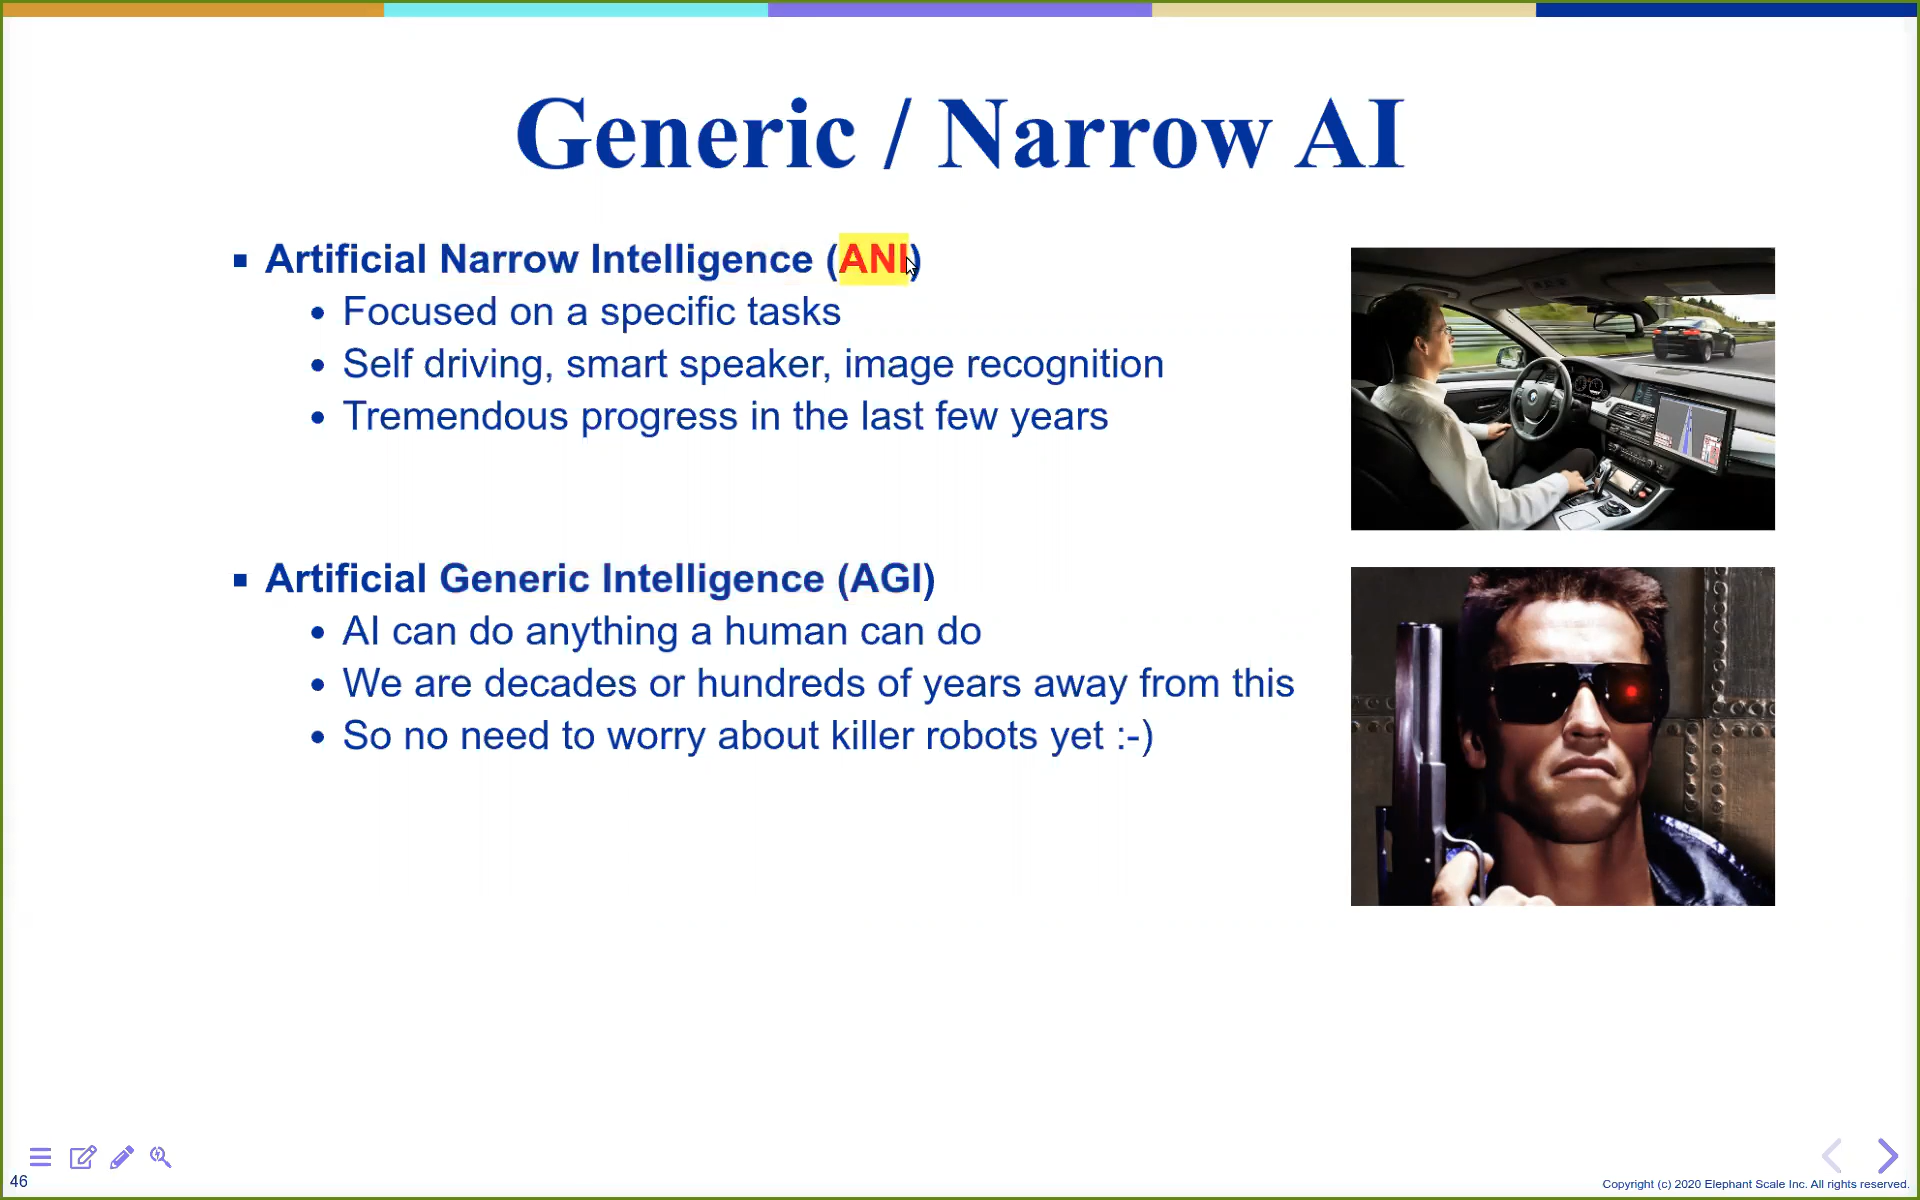 Generic / Narrow AI
Artificial Narrow Intelligence (ANI)
Focused on a specific tasks
Self driving, smart speaker, image recognition
Tremendous progress in the last few years
Artificial Generic Intelligence (AGI)
AI can do anything a human can do
We are decades or hundreds of years away from this
So no need to worry about killer robots yet :-)
46
Copyright (c) 2020 Elephant Scale Inc. All rights reserved.